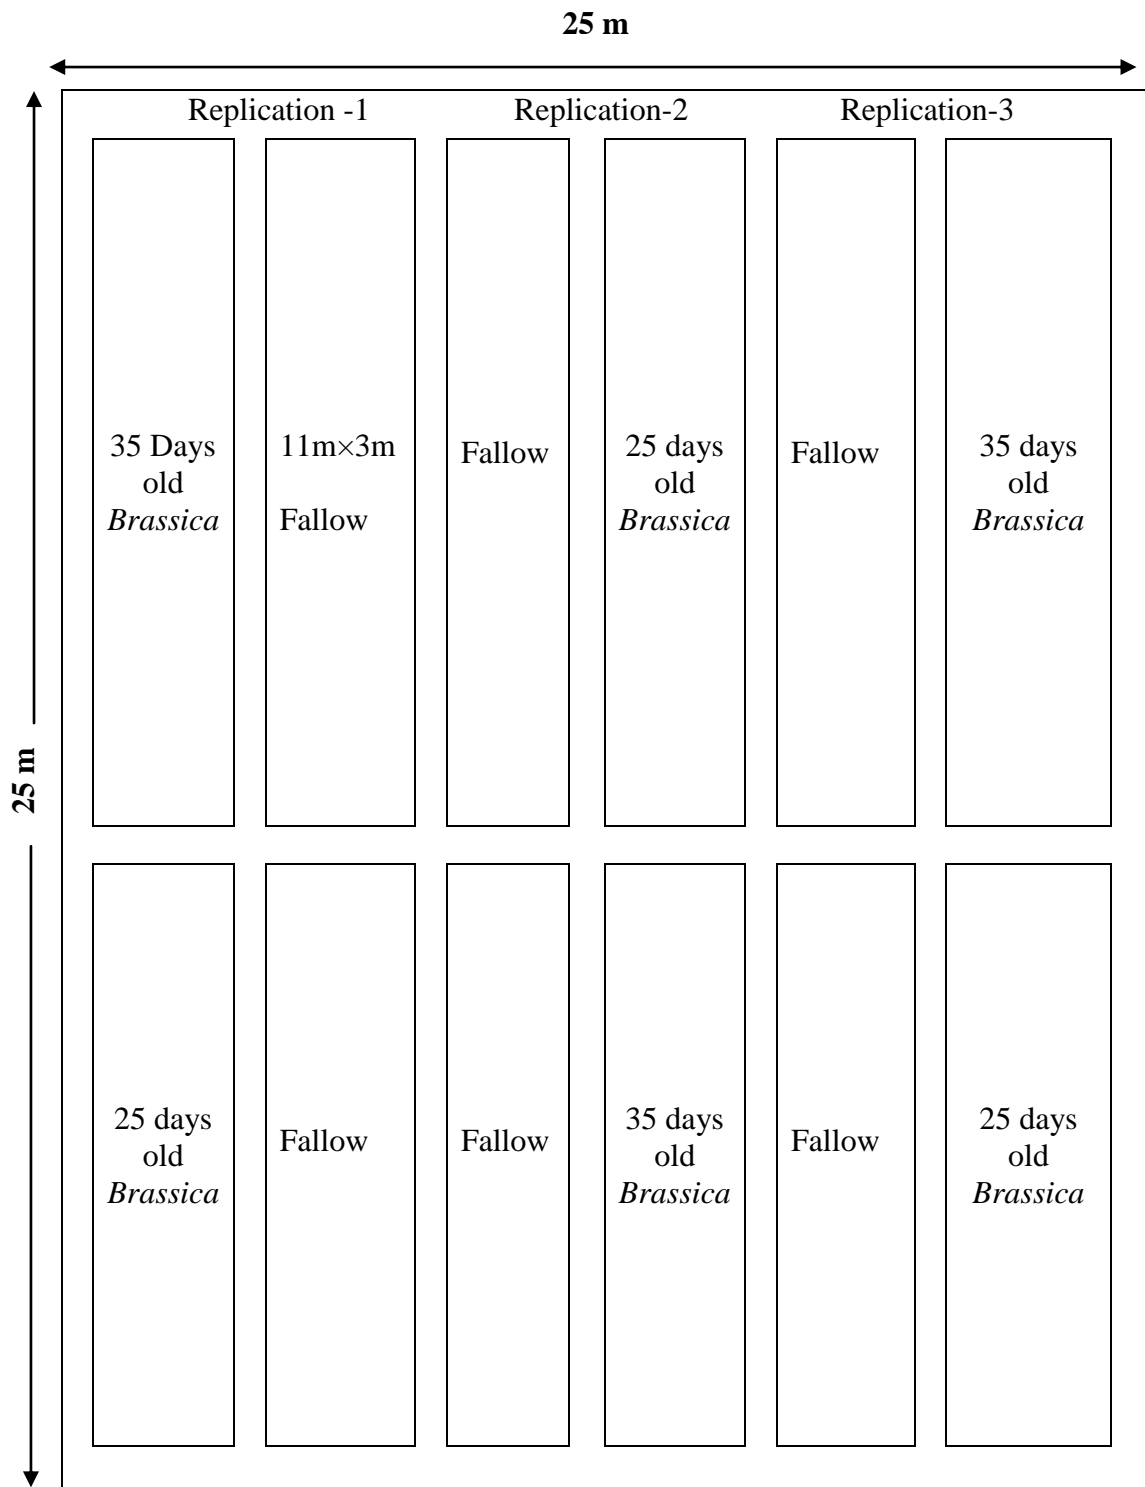 25 m
Replication -1
Replication-2
Replication-3
35 Days
old
Brassica
11m×3m
Fallow
Fallow
25 days
old
Brassica
Fallow
35 days
old
Brassica
25 m
25 days
old
Brassica
Fallow
Fallow
35 days
old
Brassica
Fallow
25 days
old
Brassica